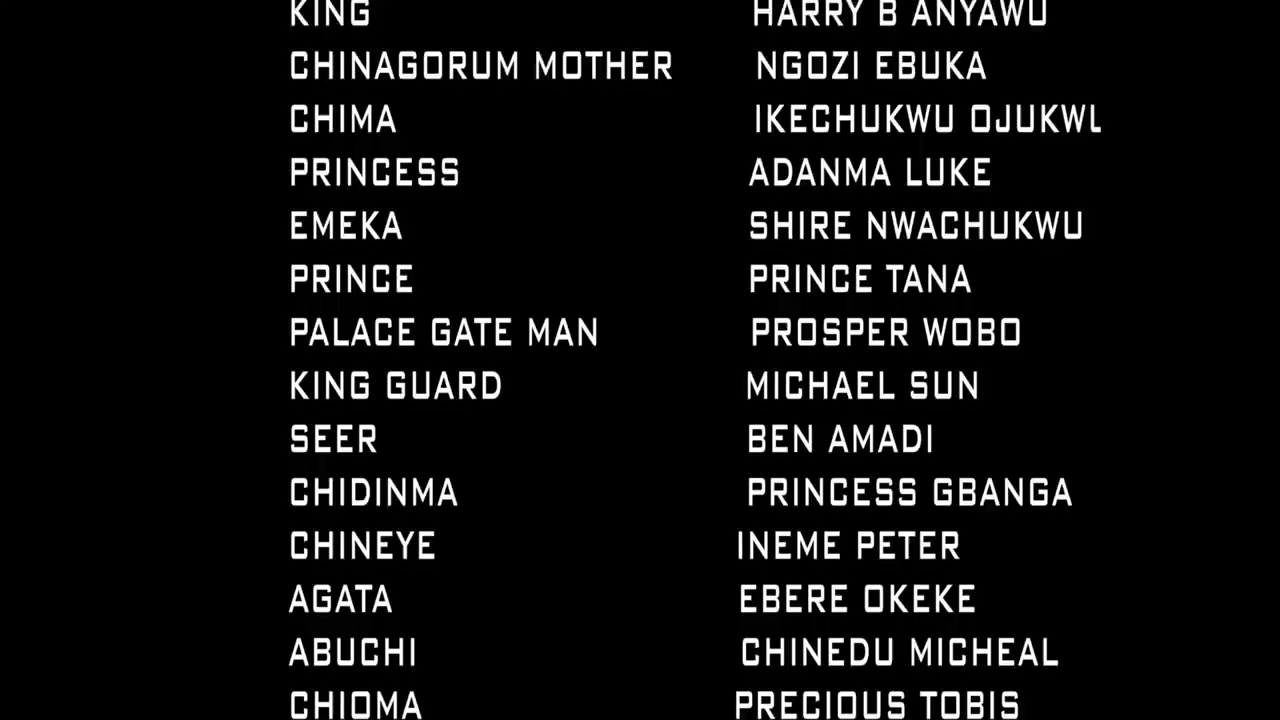 KING HARRY B ANYAWU
CHINAGORUM MOTHER NGOZI EBUKA
CHIMA IKECHUKWU OJUKWU
PRINCESS ADANMA LUKE
EMEKA SHIRE NWACHUKWU
PRINCE PRINCE TANA
PALACE GATE MAN PROSPER WOBO
KING GUARD MICHAEL SUN
SEER BEN AMADI
CHIDINMA PRINCESS GBANGA
CHINEYE INEME PETER
AGATA EBERE OKEKE
ABUCHI CHINEDU MICHEAL
CHIOMA PRECIOUS TOBIS